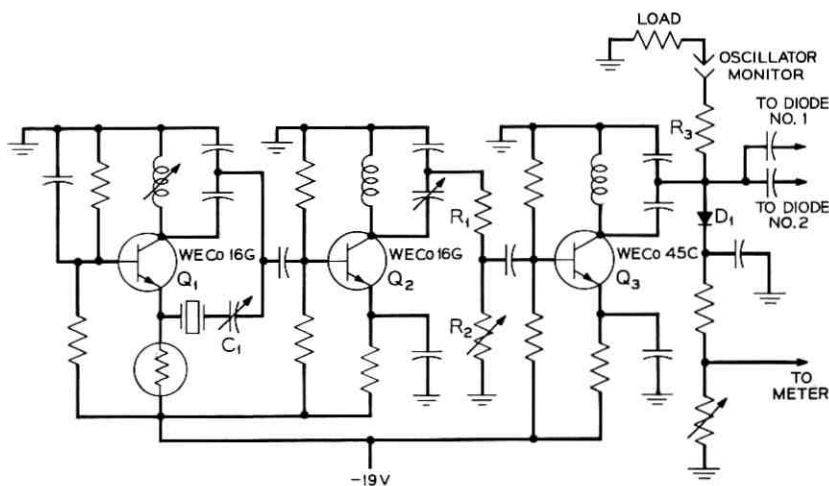 LOAD
OSCILLATOR
MONITOR
TO DIODE
NO. 1
R3
TO DIODE
NO. 2
R1
D1
WECo 16G
Q1
WECo 16G
Q2
WECo 45C
Q3
C1
R2
TO
METER
-19V